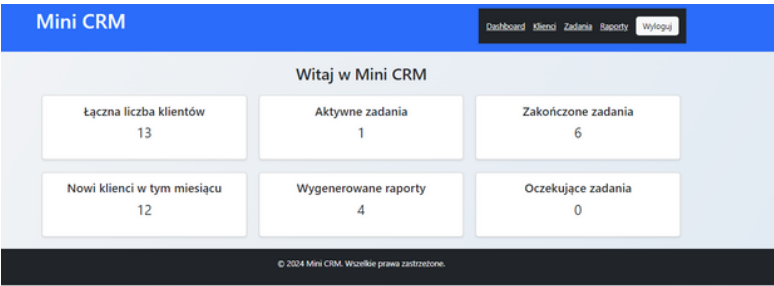 Mini CRM
Dashboard Klienci Zadania Raporty Wyloguj
Witaj w Mini CRM
Łączna liczba klientów Aktywne zadania Zakończone zadania
13 1 6
Nowi klienci w tym miesiącu Wygenerowane raporty Oczekujące zadania
12 4 0
© 2024 Mini CRM. Wszelkie prawa zastrzeżone.